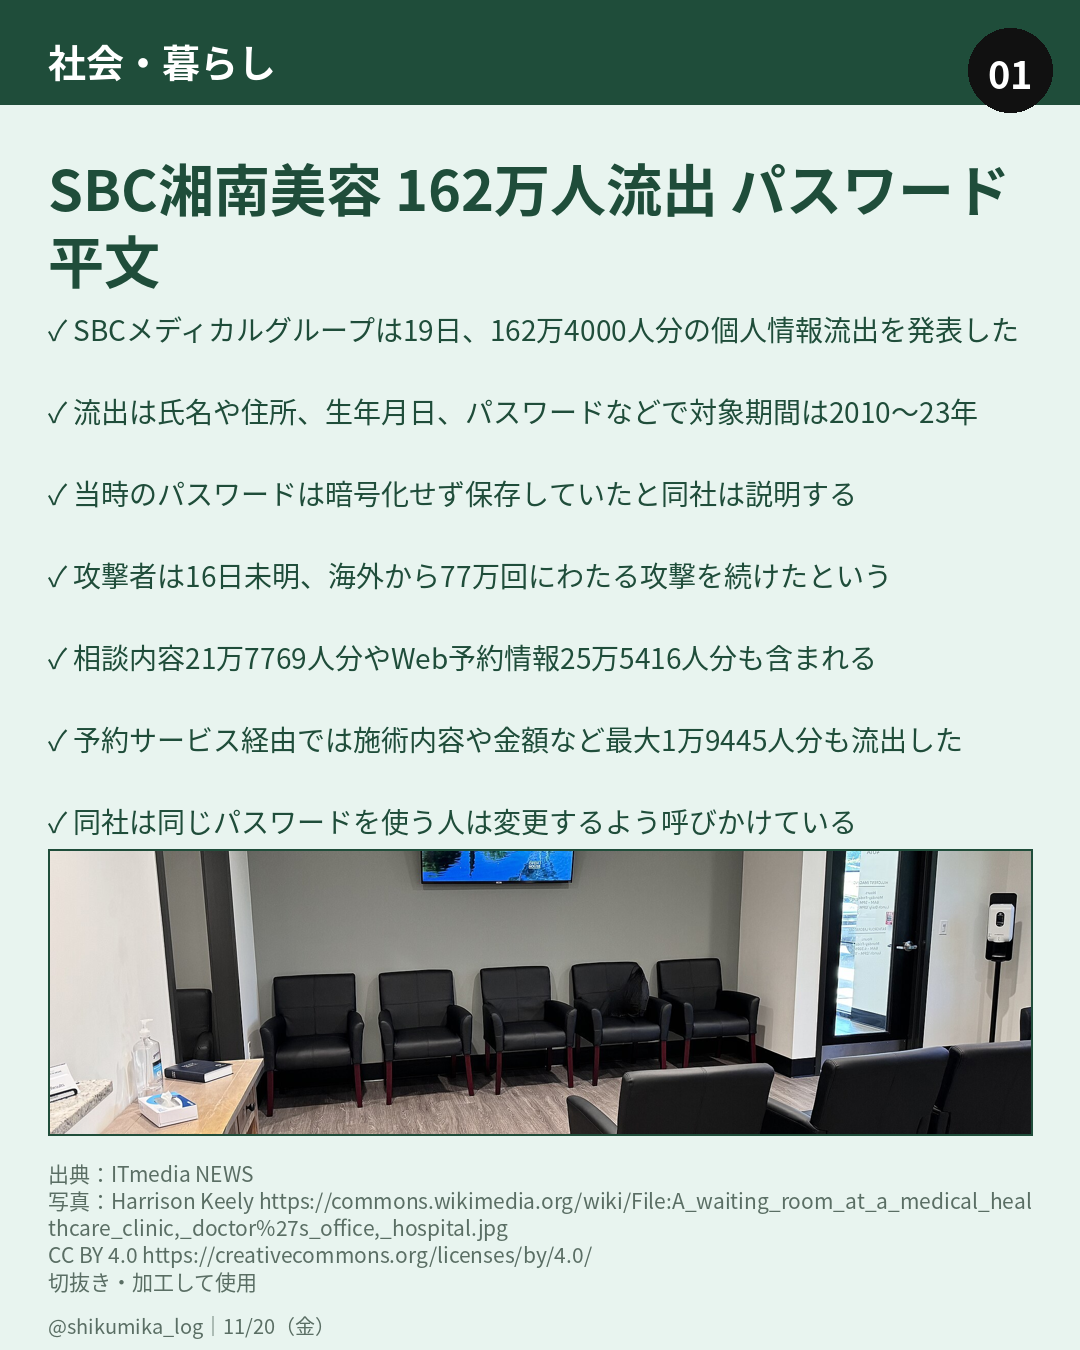 社会・暮らし
01
SBC湘南美容 162万人流出 パスワード
平文
✓SBCメディカルグループは19日、162万4000人分の個人情報流出を発表した
✓流出は氏名や住所、生年月日、パスワードなどで対象期間は2010～23年
✓当時のパスワードは暗号化せず保存していたと同社は説明する
✓攻撃者は16日未明、海外から77万回にわたる攻撃を続けたという
✓相談内容21万7769人分やWeb予約情報25万5416人分も含まれる
✓予約サービス経由では施術内容や金額など最大1万9445人分も流出した
✓同社は同じパスワードを使う人は変更するよう呼びかけている
出典：ITmedia NEWS
写真：Harrison Keely https://commons.wikimedia.org/wiki/File:A_waiting_room_at_a_medical_heal
thcare_clinic,_doctor%27s_office,_hospital.jpg
CC BY 4.0 https://creativecommons.org/licenses/by/4.0/
切抜き・加工して使用
@shikumika_log｜11/20（金）